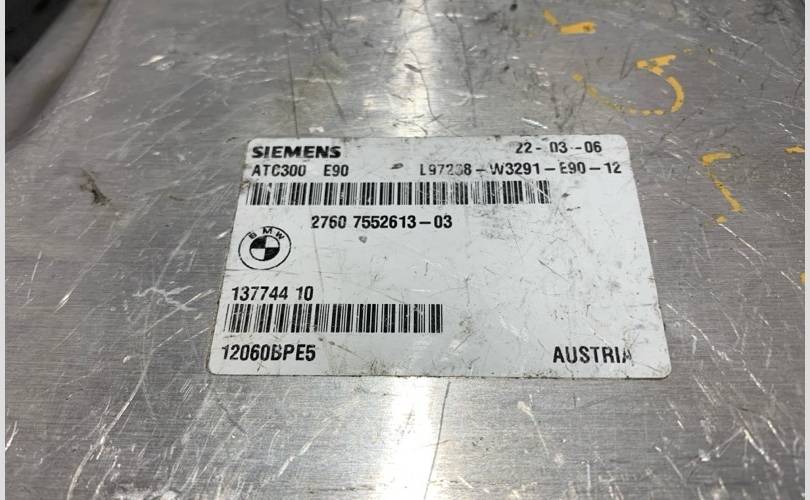 SIEMENS 22-03-06
ATC300 E90 L97238-W3291-E90-12
2760 7552613-03
BMW
137744 10
12060BPE5 AUSTRIA